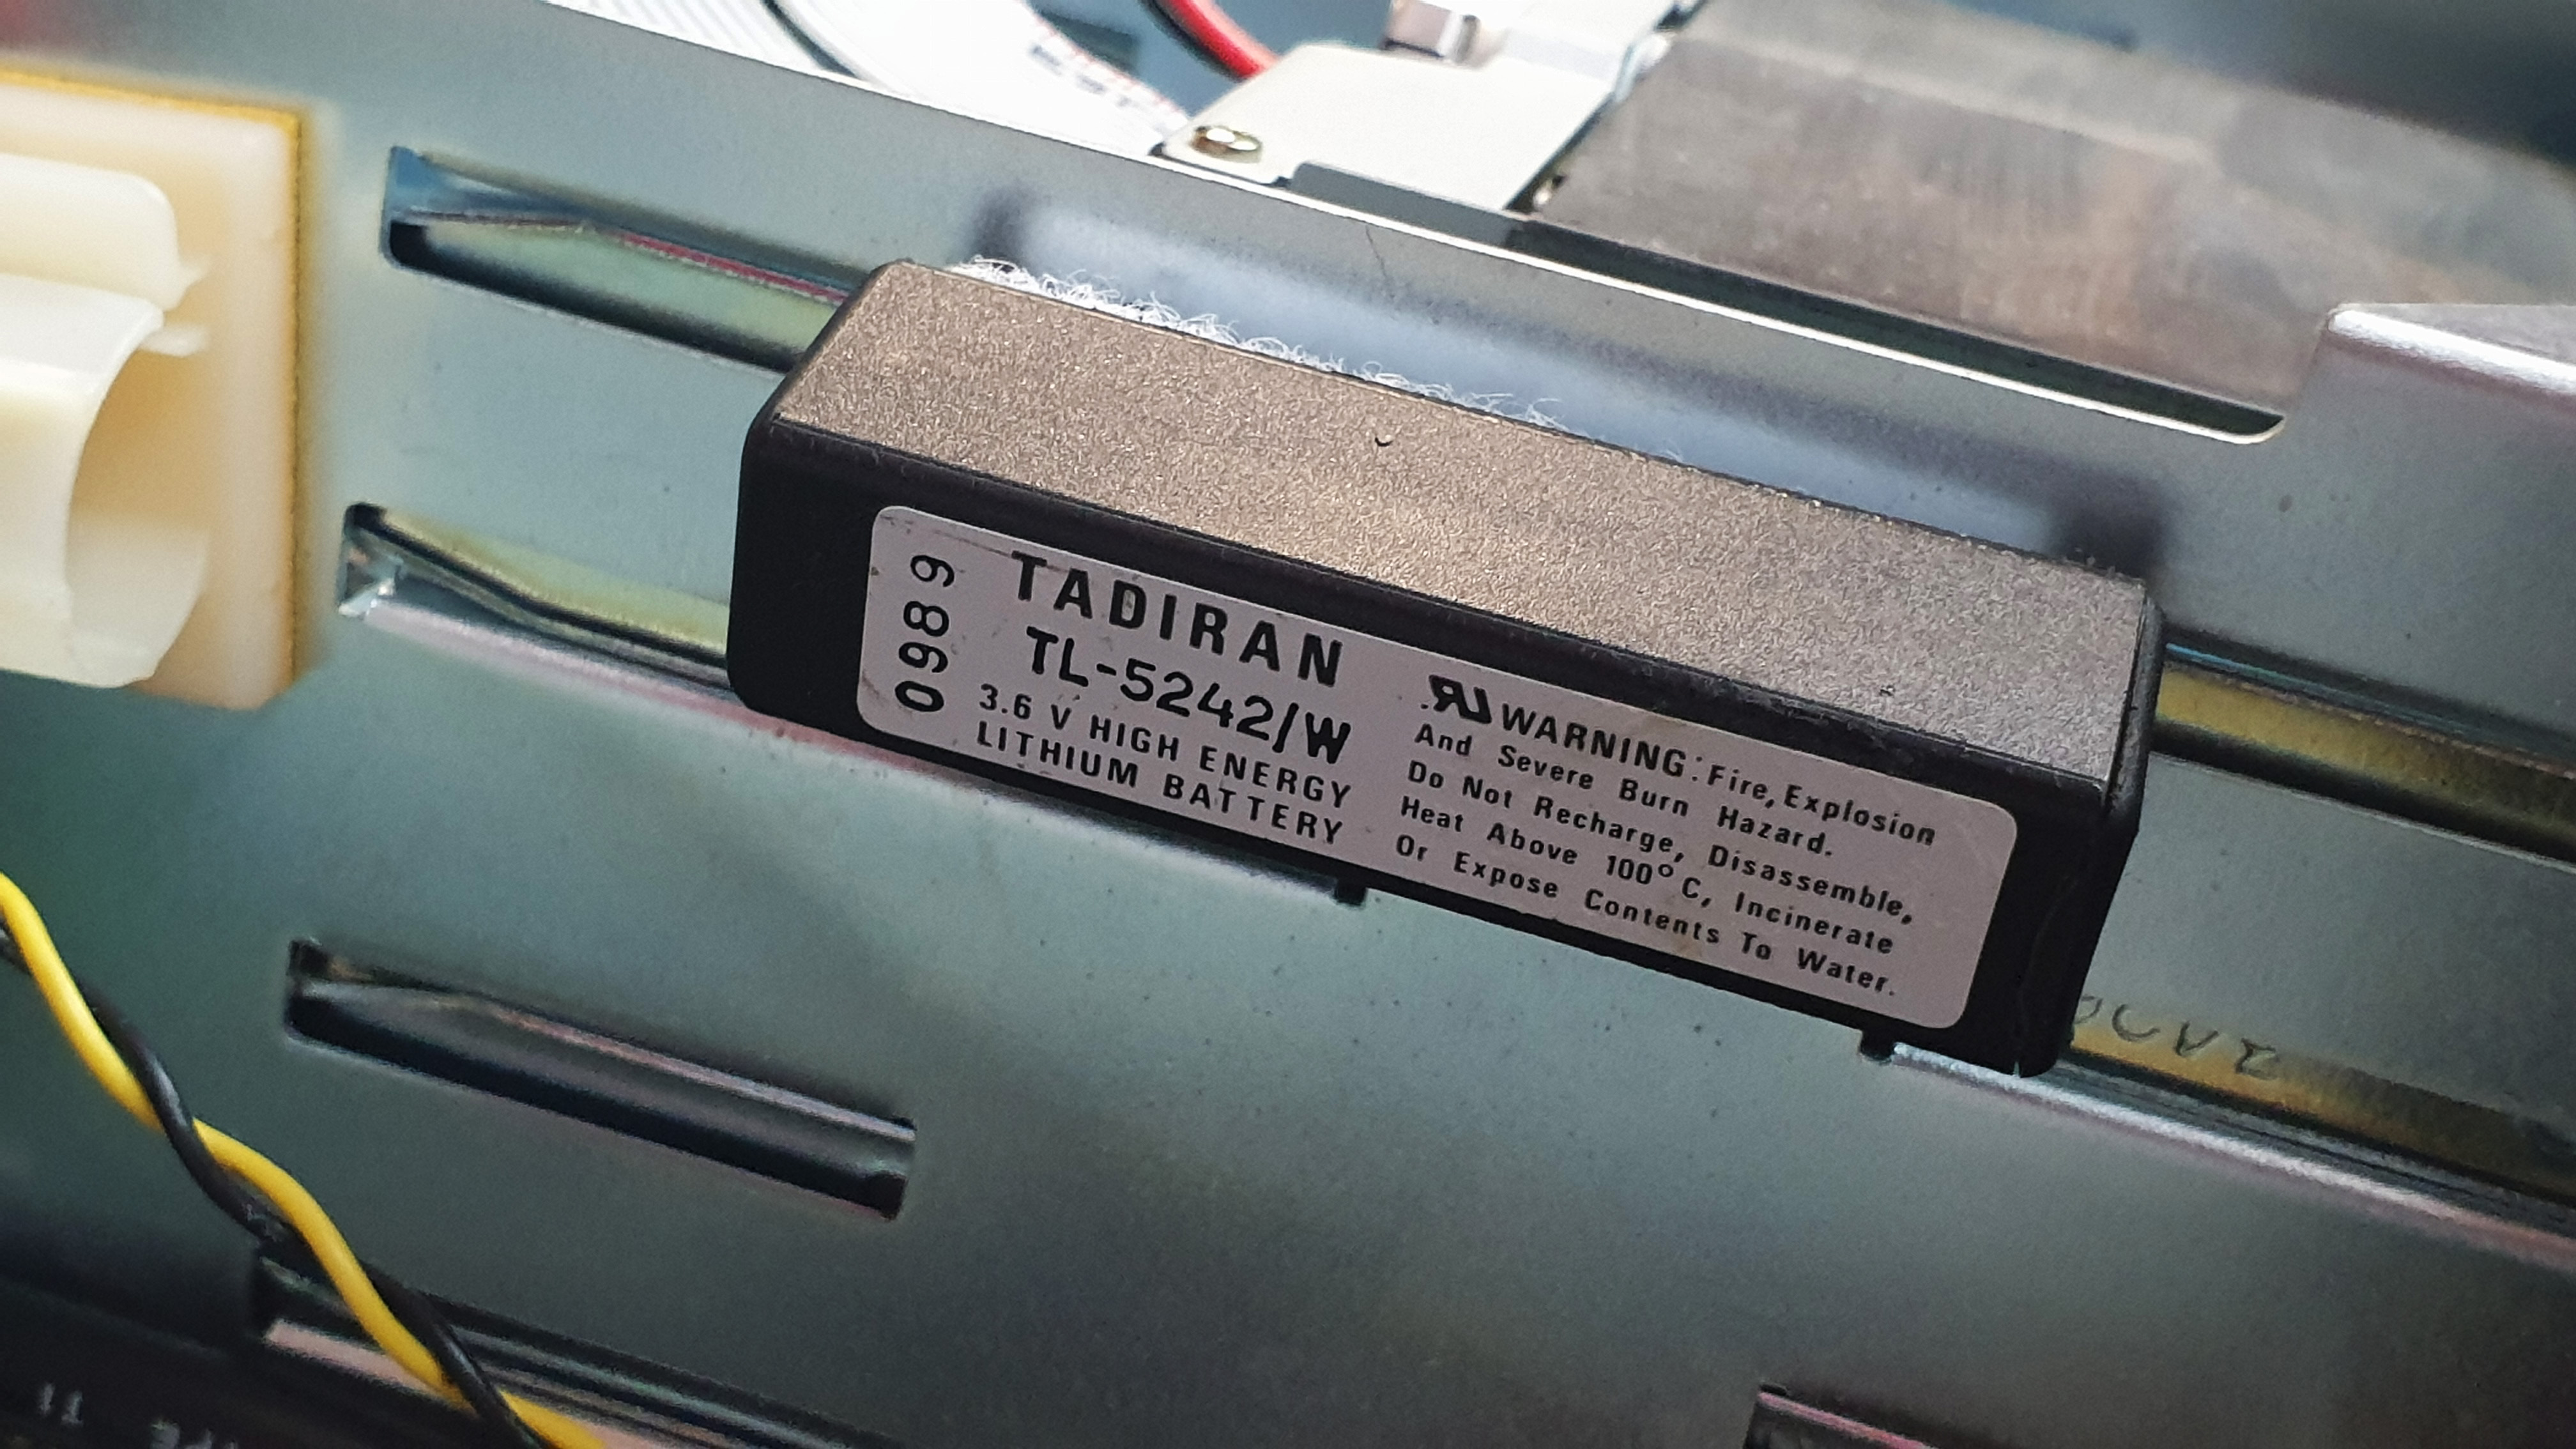 0989
TADIRAN
TL-5242/W
3.6 V HIGH ENERGY
LITHIUM BATTERY
WARNING: Fire, Explosion
And Severe Burn Hazard.
Do Not Recharge, Disassemble,
Heat Above 100°C, Incinerate
Or Expose Contents To Water.